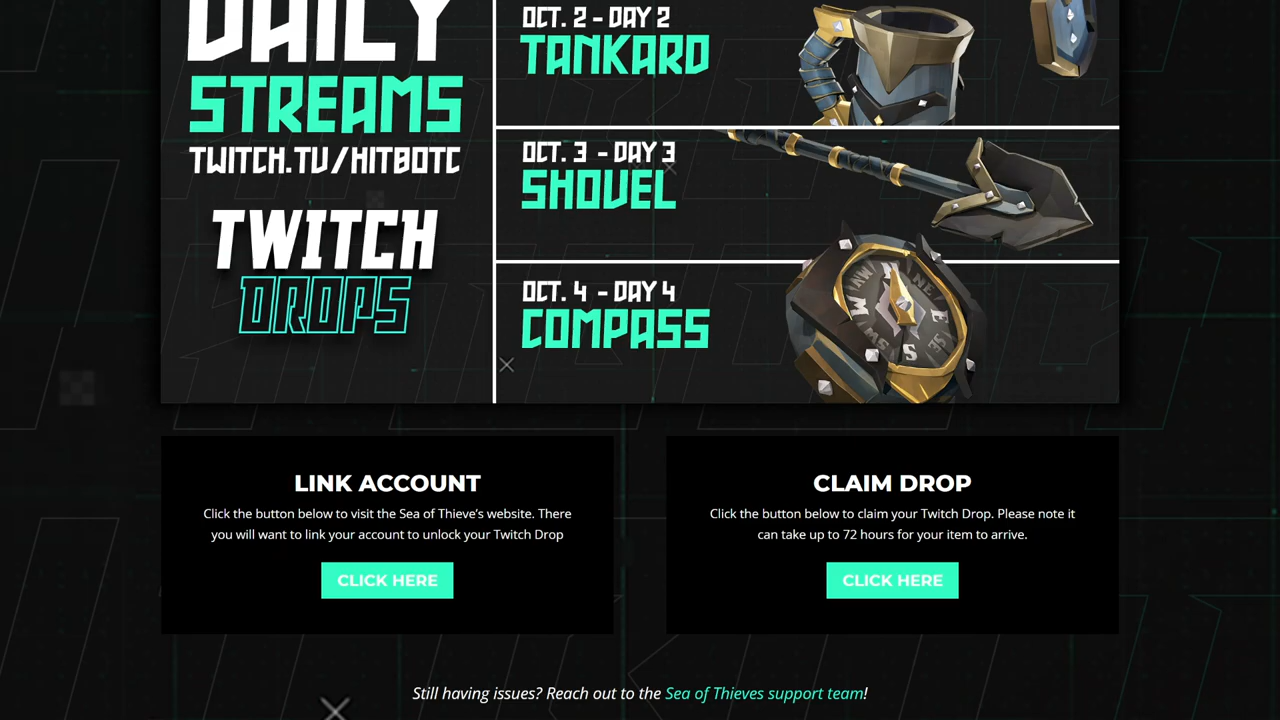 DAILY
STREAMS
TWITCH.TV/HITBOTC
TWITCH
DROPS
OCT. 2 - DAY 2
TANKARD
OCT. 3 - DAY 3
SHOVEL
OCT. 4 - DAY 4
COMPASS
NE
E
SE
S
LINK ACCOUNT
Click the button below to visit the Sea of Thieve's website. There
you will want to link your account to unlock your Twitch Drop
CLICK HERE
CLAIM DROP
Click the button below to claim your Twitch Drop. Please note it
can take up to 72 hours for your item to arrive.
CLICK HERE
Still having issues? Reach out to the Sea of Thieves support team!